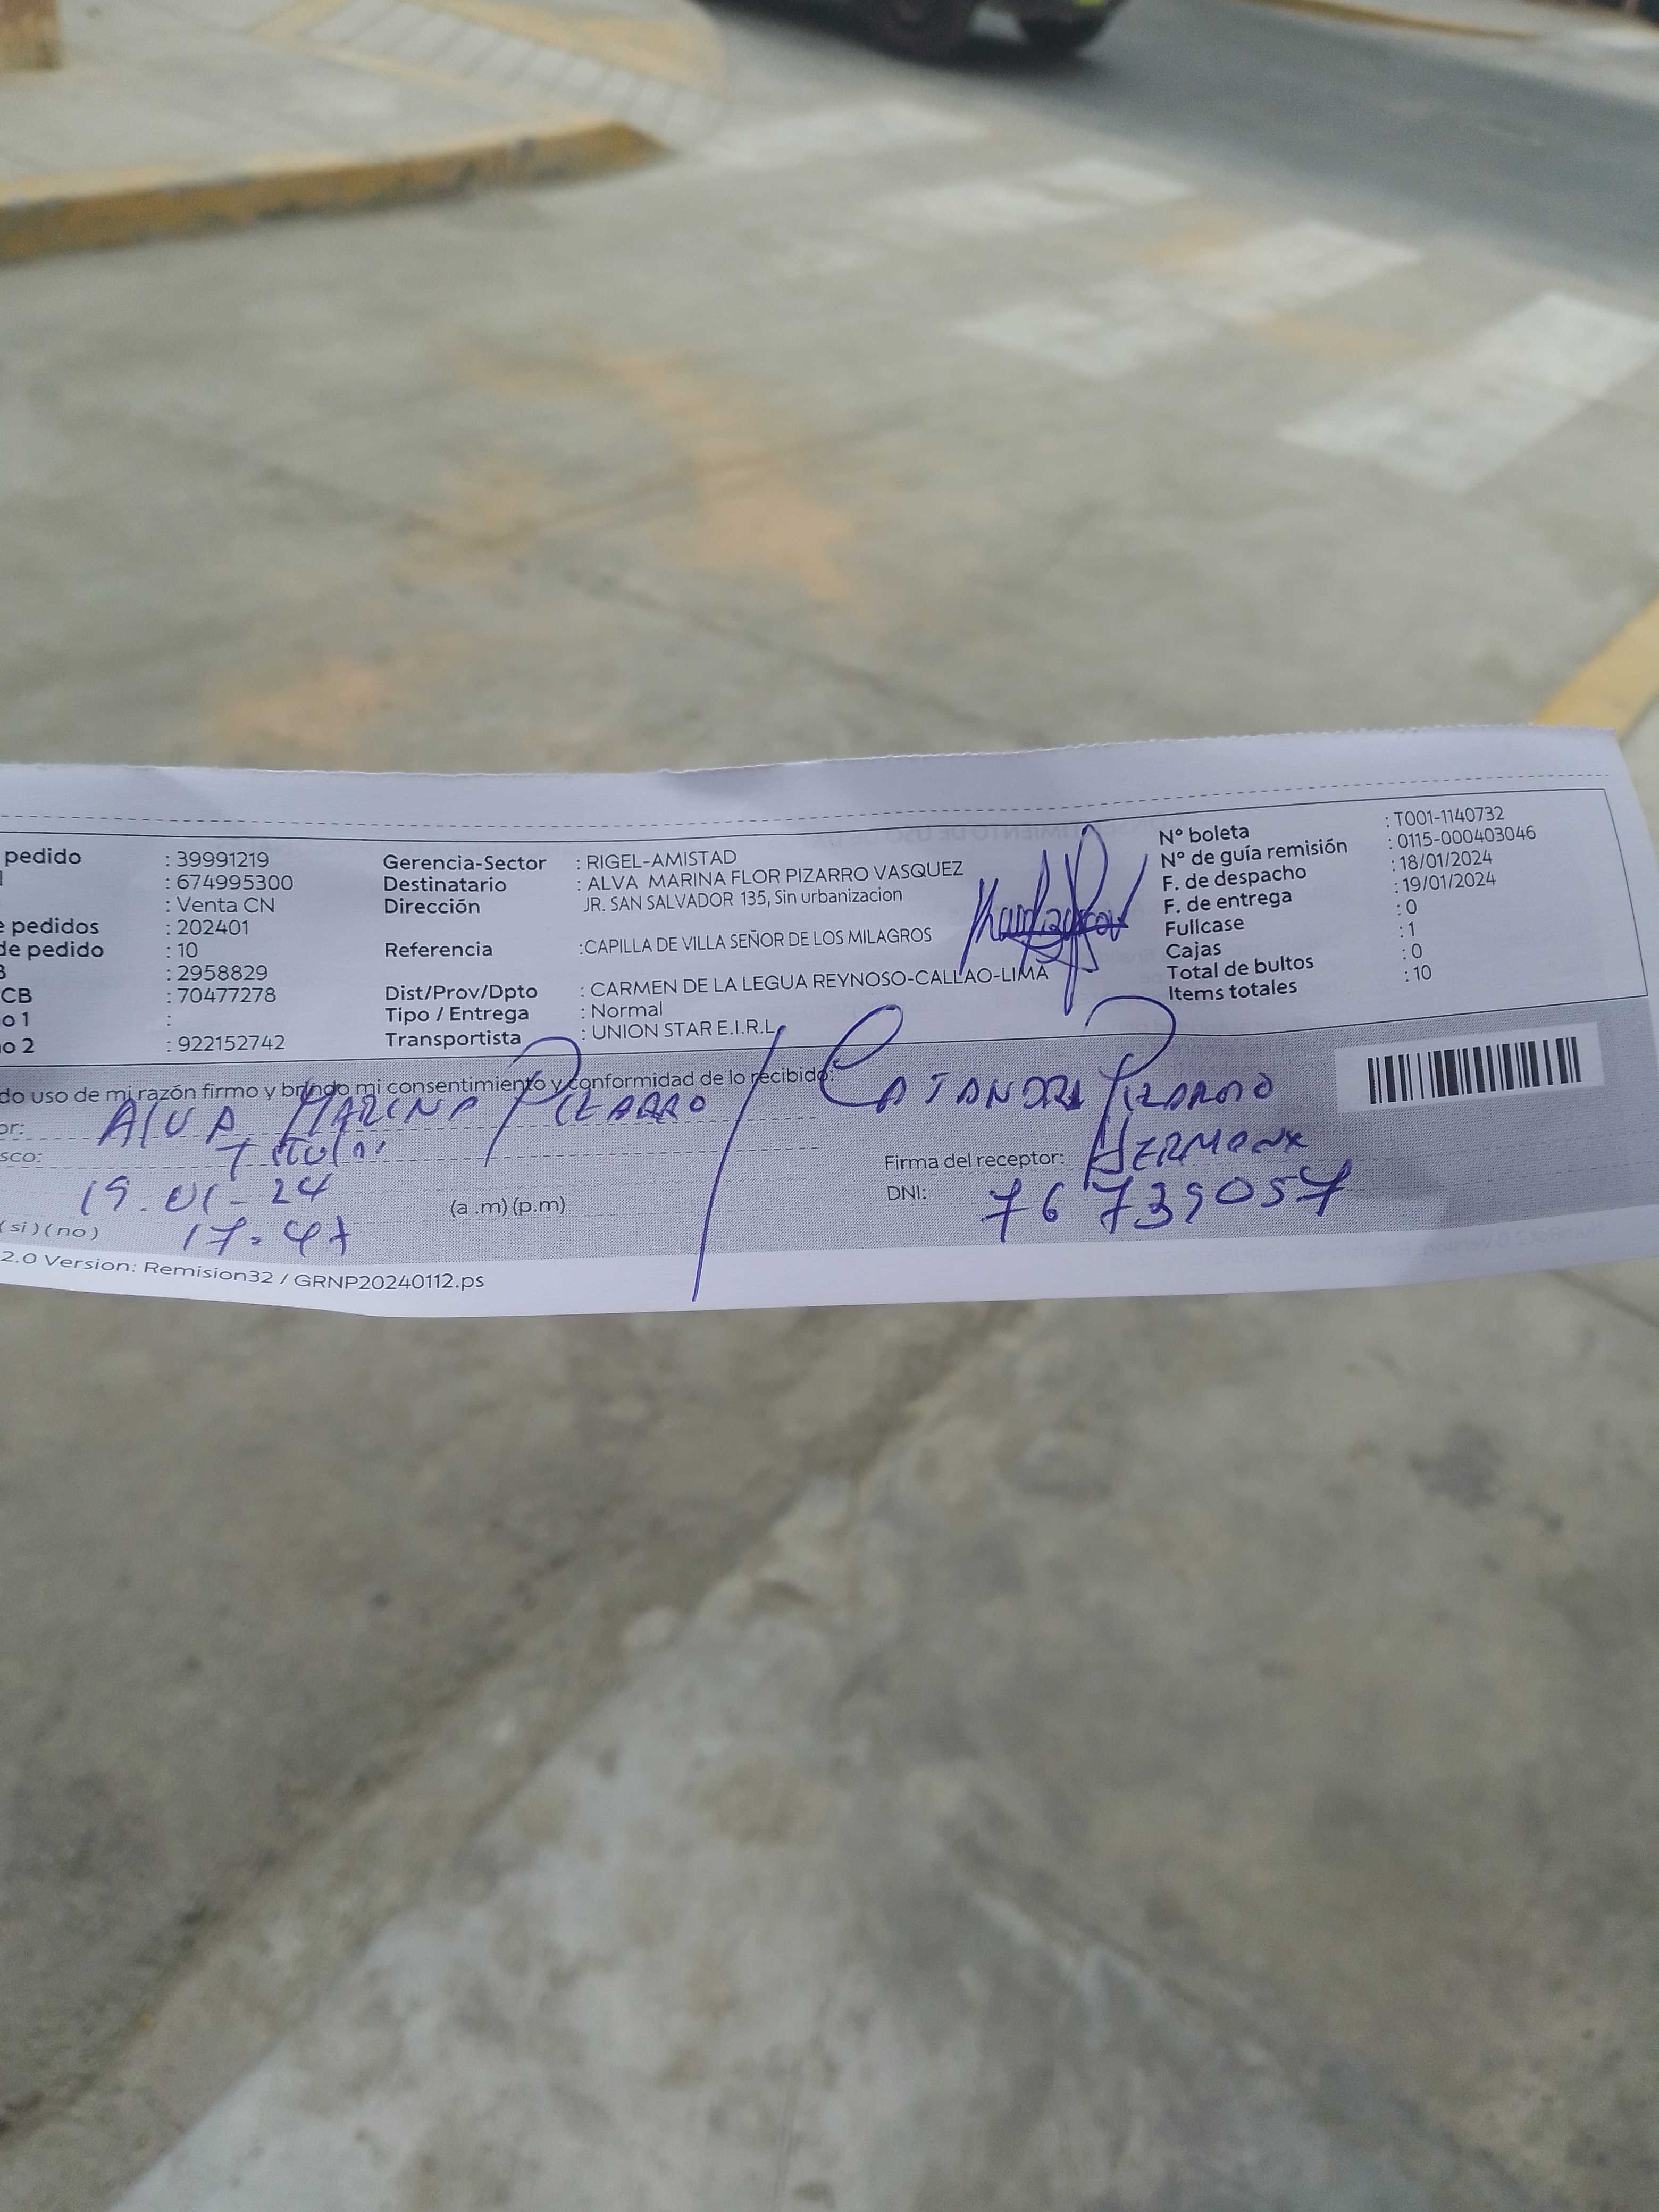 pedido : 39991219
: 674995300
: Venta CN
e pedidos : 202401
de pedido : 10
: 2958829
CB : 70477278
o 1 :
no 2 : 922152742
Gerencia-Sector : RIGEL-AMISTAD
Destinatario : ALVA MARINA FLOR PIZARRO VASQUEZ
Dirección JR. SAN SALVADOR 135, Sin urbanizacion
Referencia :CAPILLA DE VILLA SEÑOR DE LOS MILAGROS
Dist/Prov/Dpto : CARMEN DE LA LEGUA REYNOSO-CALLAO-LIMA
Tipo / Entrega : Normal
Transportista : UNION STAR E.I.R.L
N° boleta : T001-1140732
N° de guía remisión : 0115-000403046
F. de despacho : 18/01/2024
F. de entrega : 19/01/2024
Fullcase : 0
Cajas : 1
Total de bultos : 0
Items totales : 10
do uso de mi razón firmo y brindo mi consentimiento y conformidad de lo recibido.
or: ALVA MARINA PIZARRO / CAJANDRA PIZARRO
sco: Titular
Firma del receptor: HERMANA
19-01-24 (a.m)(p.m)
DNI: 76739057
(si)(no) 17:47
2.0 Version: Remision32 / GRNP20240112.ps